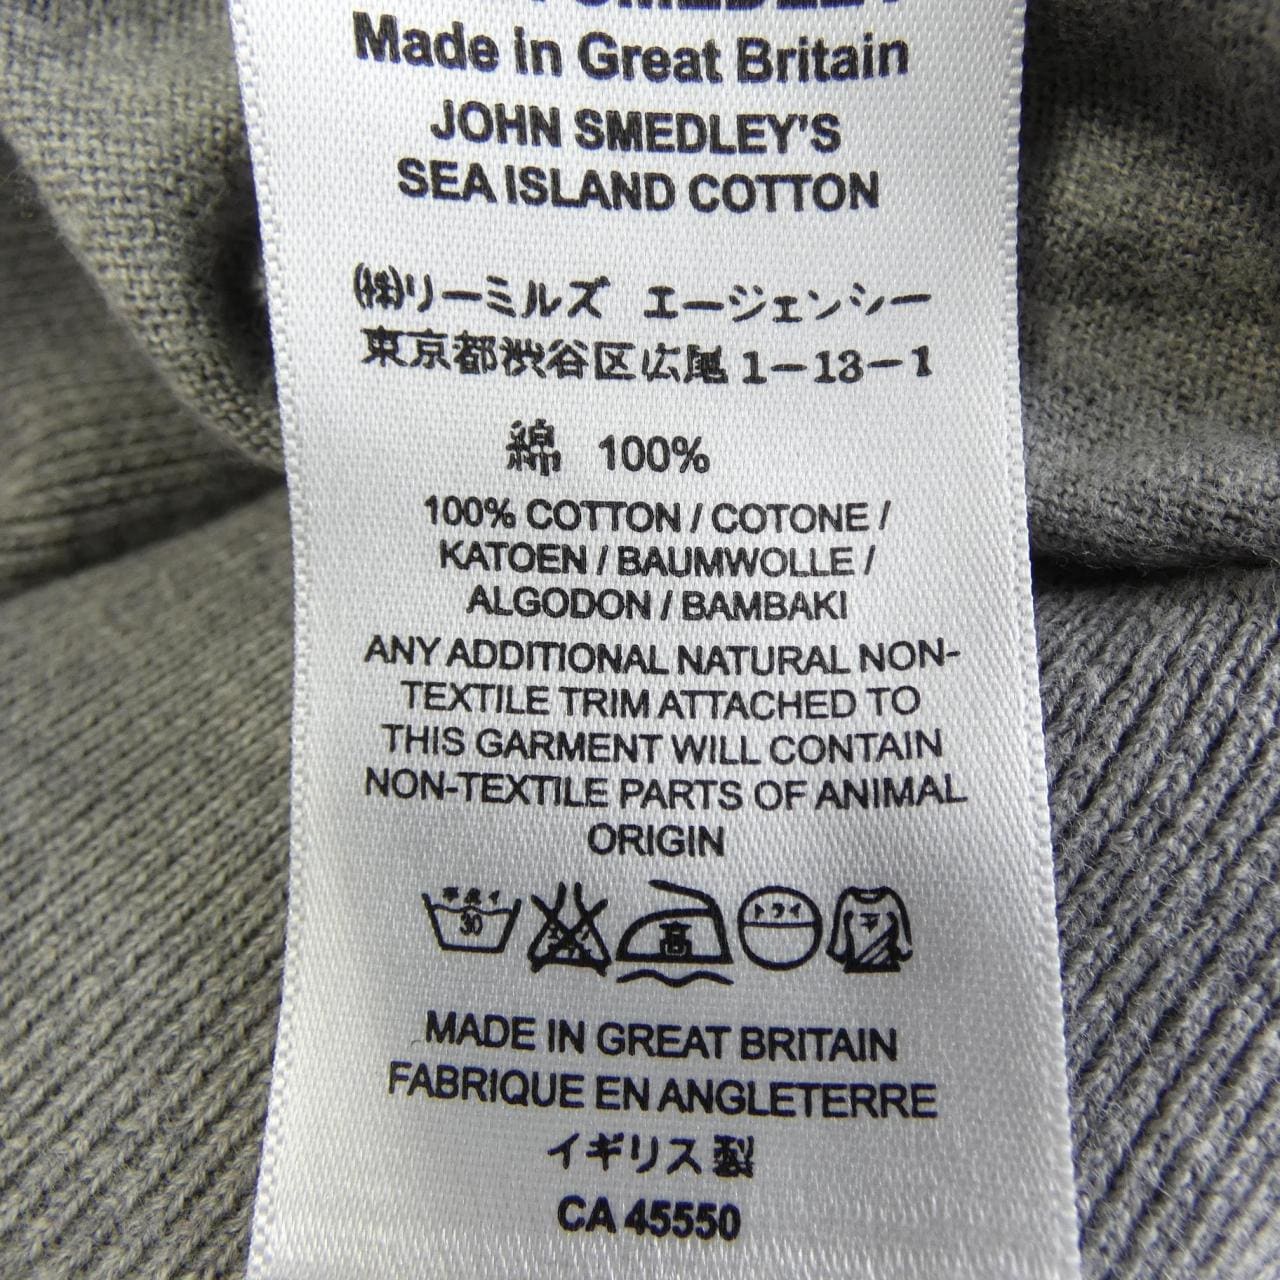 SMEDLEY
Made in Great Britain
JOHN SMEDLEY'S
SEA ISLAND COTTON
㈱リーミルズ エージェンシー
東京都渋谷区広尾1-13-1
綿 100%
100% COTTON / COTONE /
KATOEN / BAUMWOLLE /
ALGODON / BAMBAKI
ANY ADDITIONAL NATURAL NON-
TEXTILE TRIM ATTACHED TO
THIS GARMENT WILL CONTAIN
NON-TEXTILE PARTS OF ANIMAL
ORIGIN
30 高 ドライ 平
MADE IN GREAT BRITAIN
FABRIQUE EN ANGLETERRE
イギリス製
CA 45550